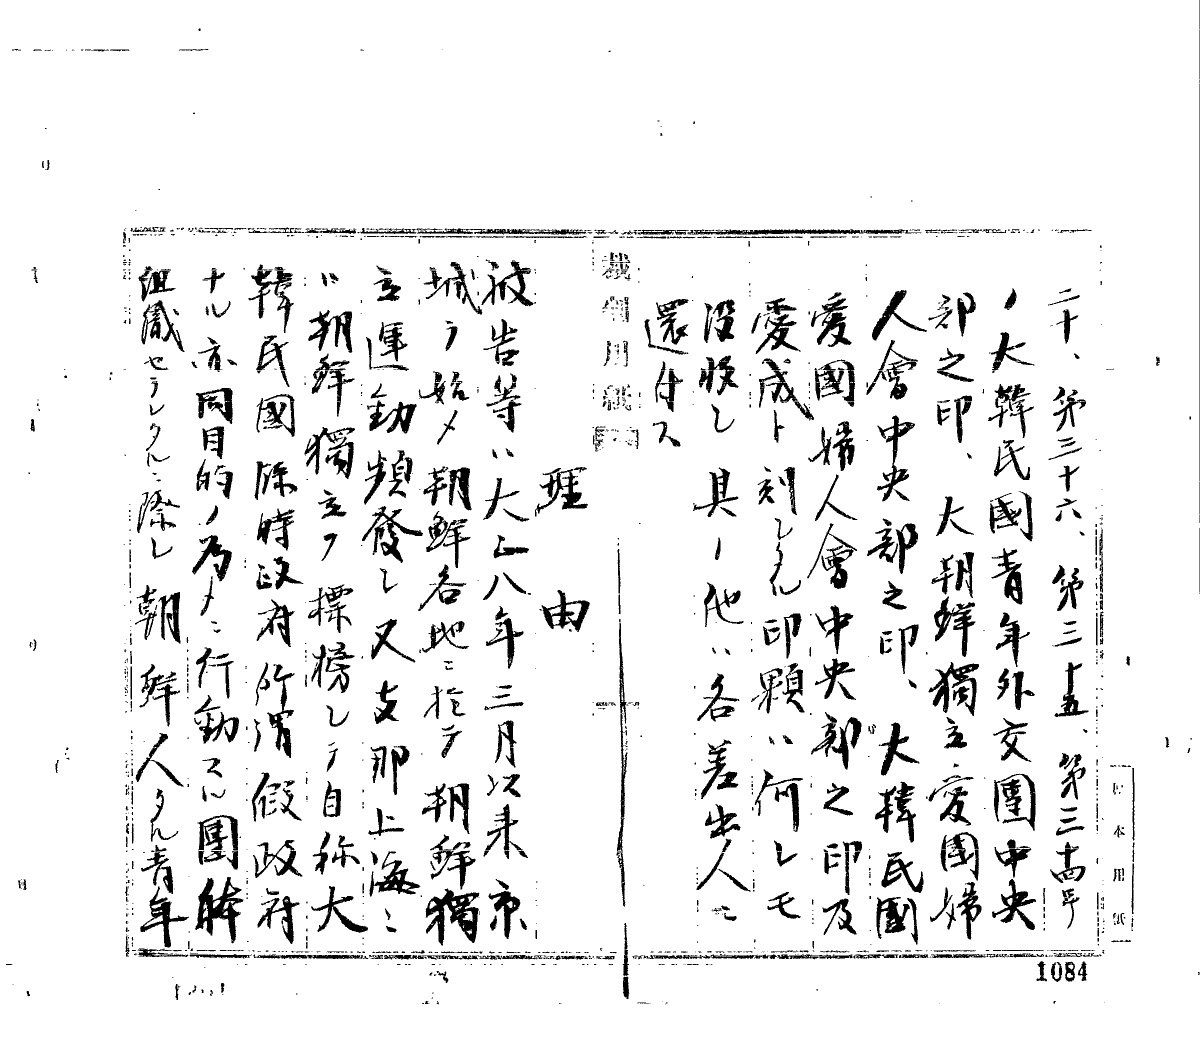 二十、第三十六、第三十五、第三十四号
ノ大韓民國青年外交團中央
部之印、大朝鮮獨立愛國婦
人會中央部之印、大韓民國
愛國婦人會中央部之印及
愛成ト刻シタル印顆ハ何レモ
没收シ其ノ他ハ各差出人ニ
還付ス
裁判用紙
理由
被告等ハ大正八年三月以来京
城ヲ始メ朝鮮各地ニ於テ朝鮮獨
立運動頻發シ又支那上海ニ
ハ朝鮮獨立ヲ標榜シテ自称大
韓民國臨時政府所謂假政府
ナル亦同目的ノ為メニ行動スル團体
組織セラレタルニ際シ朝鮮人タル青年
本用紙
1084